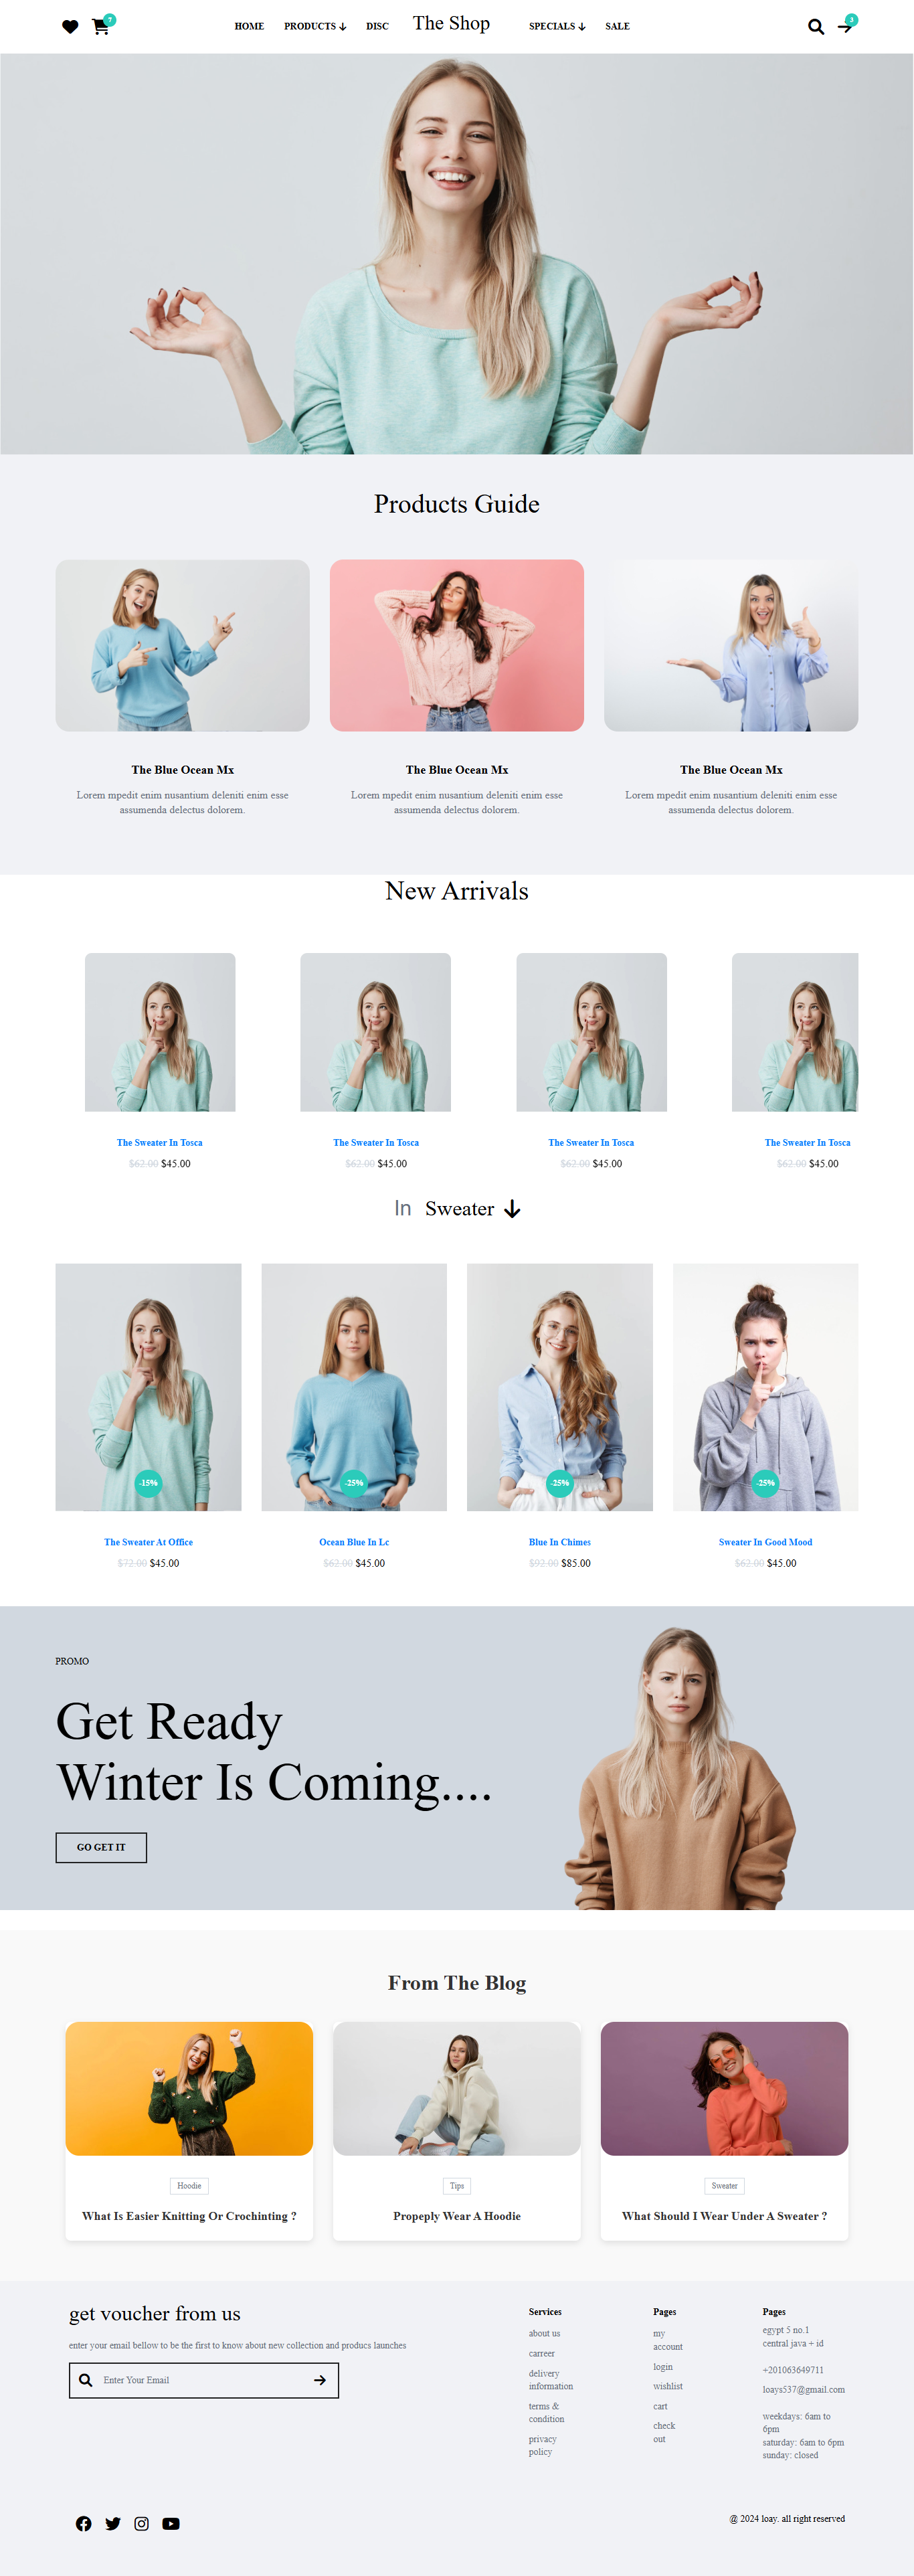 7
HOME PRODUCTS DISC The Shop SPECIALS SALE
3
Products Guide
The Blue Ocean Mx
Lorem mpedit enim nusantium deleniti enim esse
assumenda delectus dolorem.
The Blue Ocean Mx
Lorem mpedit enim nusantium deleniti enim esse
assumenda delectus dolorem.
The Blue Ocean Mx
Lorem mpedit enim nusantium deleniti enim esse
assumenda delectus dolorem.
New Arrivals
The Sweater In Tosca
$62.00 $45.00
The Sweater In Tosca
$62.00 $45.00
The Sweater In Tosca
$62.00 $45.00
The Sweater In Tosca
$62.00 $45.00
In Sweater
-15%
The Sweater At Office
$72.00 $45.00
-25%
Ocean Blue In Lc
$62.00 $45.00
-25%
Blue In Chimes
$92.00 $85.00
-25%
Sweater In Good Mood
$62.00 $45.00
PROMO
Get Ready
Winter Is Coming....
GO GET IT
From The Blog
Hoodie
What Is Easier Knitting Or Crochinting ?
Tips
Propeply Wear A Hoodie
Sweater
What Should I Wear Under A Sweater ?
get voucher from us
enter your email bellow to be the first to know about new collection and producs launches
Enter Your Email
Services
about us
carreer
delivery
information
terms &
condition
privacy
policy
Pages
my
account
login
wishlist
cart
check
out
Pages
egypt 5 no.1
central java + id
+201063649711
loays537@gmail.com
weekdays: 6am to
6pm
saturday: 6am to 6pm
sunday: closed
@ 2024 loay. all right reserved